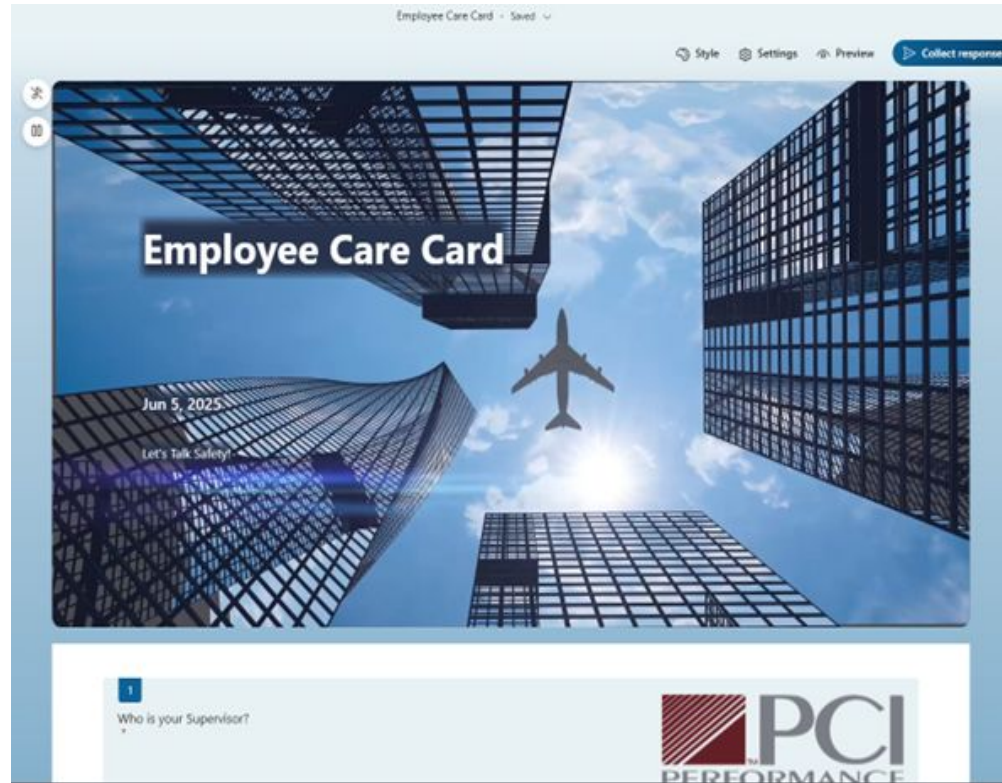 Employee Care Card - Saved
Style Settings Preview Collect response
Employee Care Card
Jun 5, 2025
Let's Talk Safety!
1
Who is your Supervisor?
*
PCI
TM
PERFORMANCE